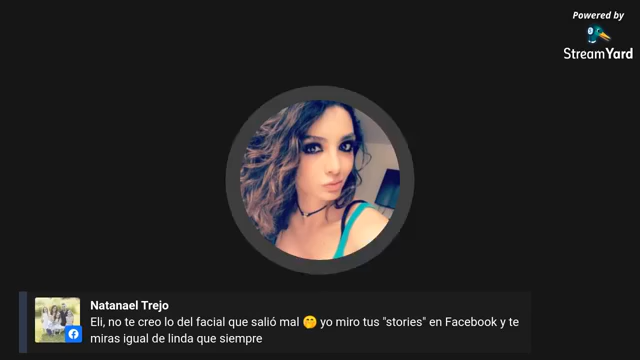 Powered by
StreamYard
Natanael Trejo
Eli, no te creo lo del facial que salió mal 🤭 yo miro tus "stories" en Facebook y te
miras igual de linda que siempre